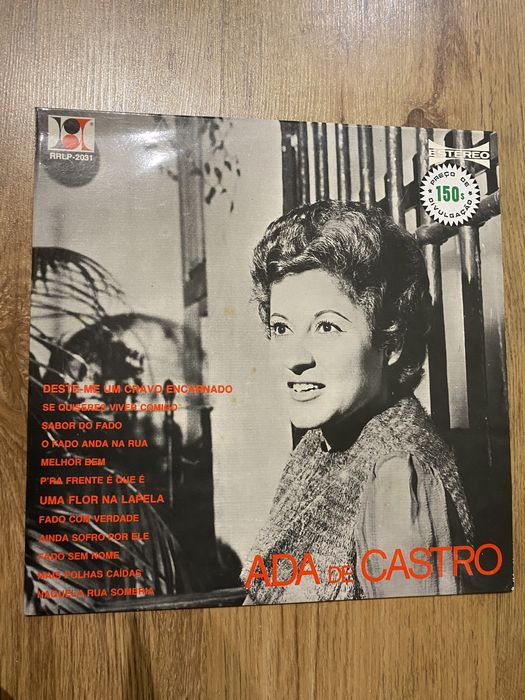 RRLP-2031
ESTEREO
PREÇO DE
150$
DIVULGAÇÃO
DESTE-ME UM CRAVO ENCARNADO
SE QUISERES VIVER COMIGO
SABOR DO FADO
O FADO ANDA NA RUA
MELHOR BEM
P'RA FRENTE É QUE É
UMA FLOR NA LAPELA
FADO COM VERDADE
AINDA SOFRO POR ELE
FADO SEM NOME
MAIS FOLHAS CAÍDAS
NAQUELA RUA SOMBRIA
ADA DE CASTRO